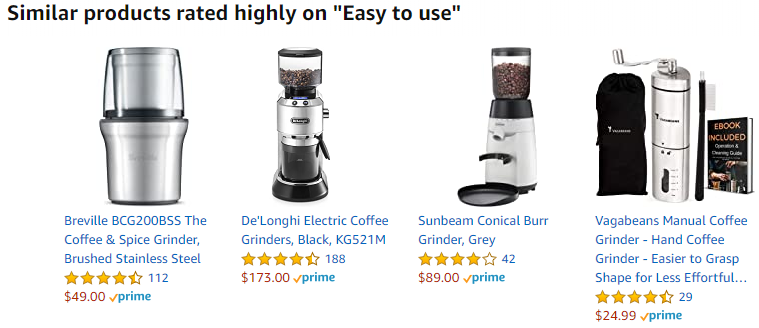 Similar products rated highly on "Easy to use"
Breville
DeLonghi
VAGABEANS
EBOOK
INCLUDED
Operation &
Cleaning Guide
Breville BCG200BSS The
Coffee & Spice Grinder,
Brushed Stainless Steel
112
$49.00 prime
De'Longhi Electric Coffee
Grinders, Black, KG521M
188
$173.00 prime
Sunbeam Conical Burr
Grinder, Grey
42
$89.00 prime
Vagabeans Manual Coffee
Grinder - Hand Coffee
Grinder - Easier to Grasp
Shape for Less Effortful...
29
$24.99 prime